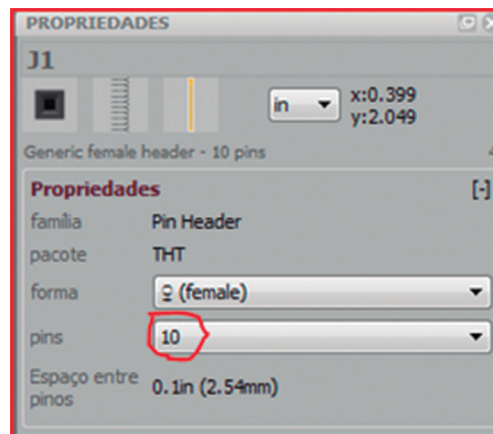 PROPRIEDADES
J1
in x:0.399
y:2.049
Generic female header - 10 pins
Propriedades [-]
família Pin Header
pacote THT
forma ♀ (female)
pins 10
Espaço entre pinos 0.1in (2.54mm)